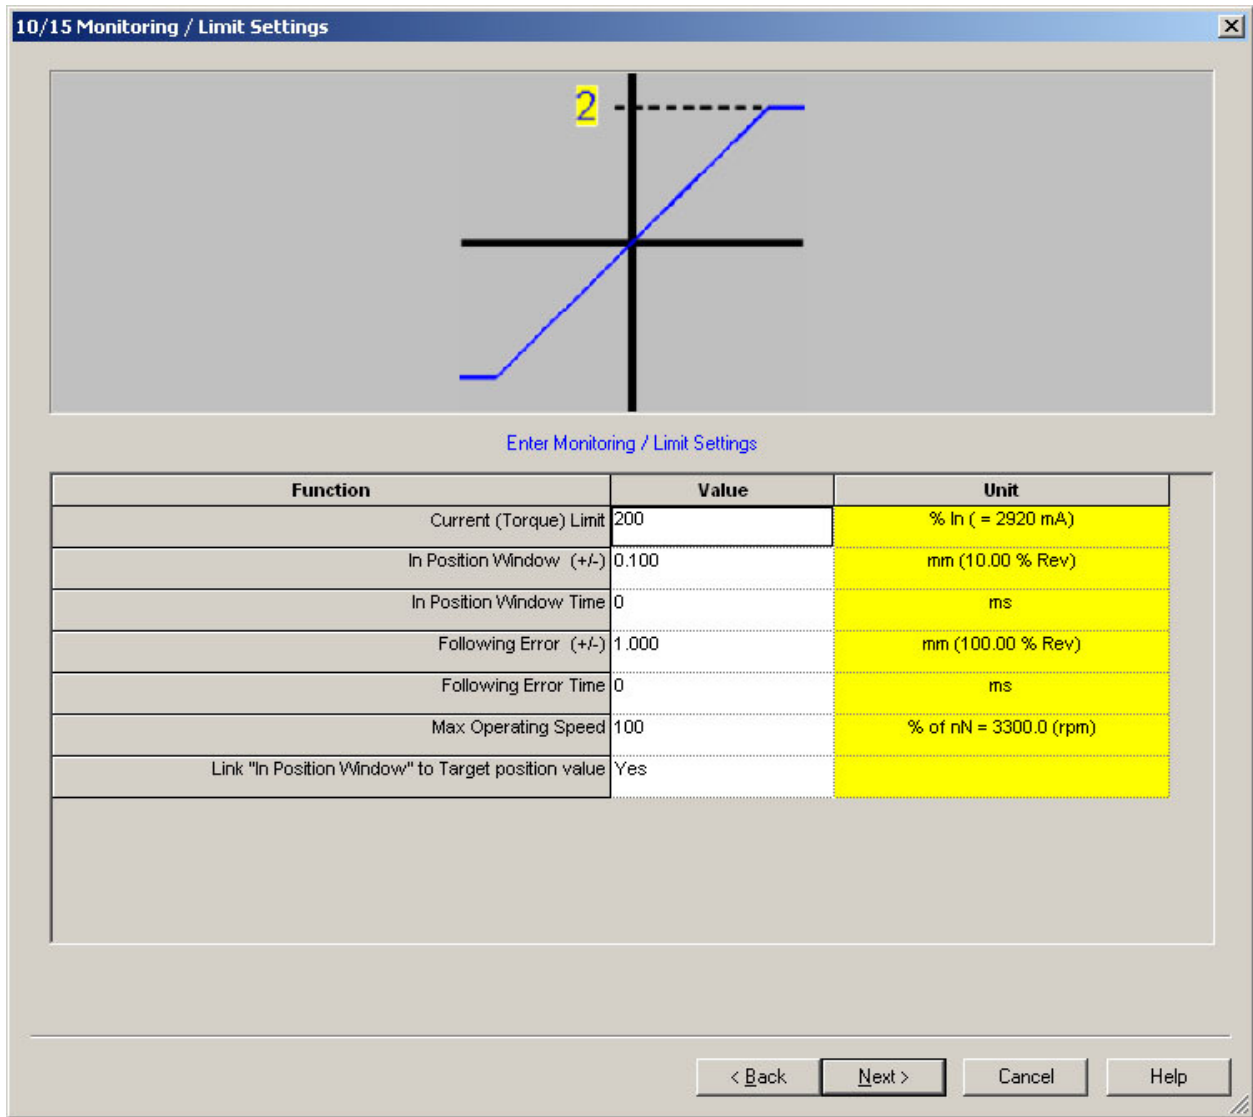 10/15 Monitoring / Limit Settings
2
Enter Monitoring / Limit Settings
Function Value Unit
Current (Torque) Limit 200 % In ( = 2920 mA)
In Position Window (+/-) 0.100 mm (10.00 % Rev)
In Position Window Time 0 ms
Following Error (+/-) 1.000 mm (100.00 % Rev)
Following Error Time 0 ms
Max Operating Speed 100 % of nN = 3300.0 (rpm)
Link "In Position Window" to Target position value Yes
< Back Next > Cancel Help